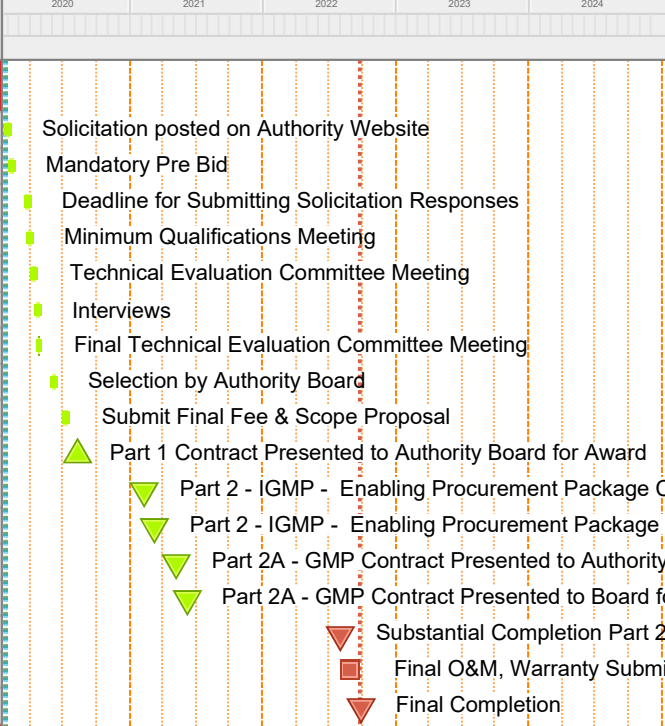 2020 2021 2022 2023 2024
Solicitation posted on Authority Website
Mandatory Pre Bid
Deadline for Submitting Solicitation Responses
Minimum Qualifications Meeting
Technical Evaluation Committee Meeting
Interviews
Final Technical Evaluation Committee Meeting
Selection by Authority Board
Submit Final Fee & Scope Proposal
Part 1 Contract Presented to Authority Board for Award
Part 2 - IGMP -  Enabling Procurement Package
Part 2 - IGMP -  Enabling Procurement Package
Part 2A - GMP Contract Presented to Authority
Part 2A - GMP Contract Presented to Board
Substantial Completion Part 2
Final O&M, Warranty
Final Completion